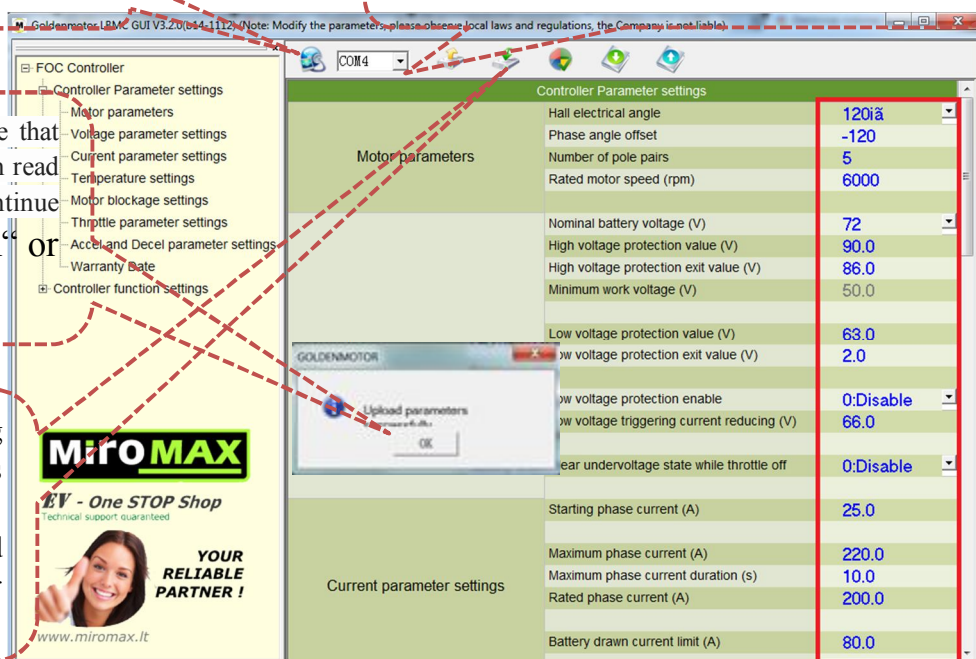 Goldenmotor LBMC GUI V3.2.0(b14-1112) (Note: Modify the parameters, please observe local laws and regulations, the Company is not liable)
COM4
e that
n read
ntinue
“ or
g
s
d
FOC Controller
Controller Parameter settings
Motor parameters
Voltage parameter settings
Current parameter settings
Temperature settings
Motor blockage settings
Throttle parameter settings
Accel and Decel parameter settings
Warranty Date
Controller function settings
MiroMAX
EV - One STOP Shop
Technical support guaranteed
YOUR
RELIABLE
PARTNER !
www.miromax.lt
Controller Parameter settings
Motor parameters
Hall electrical angle 120iã
Phase angle offset -120
Number of pole pairs 5
Rated motor speed (rpm) 6000
Nominal battery voltage (V) 72
High voltage protection value (V) 90.0
High voltage protection exit value (V) 86.0
Minimum work voltage (V) 50.0
Low voltage protection value (V) 63.0
ow voltage protection exit value (V) 2.0
ow voltage protection enable 0:Disable
ow voltage triggering current reducing (V) 66.0
ear undervoltage state while throttle off 0:Disable
GOLDENMOTOR
Upload parameters
OK
Current parameter settings
Starting phase current (A) 25.0
Maximum phase current (A) 220.0
Maximum phase current duration (s) 10.0
Rated phase current (A) 200.0
Battery drawn current limit (A) 80.0